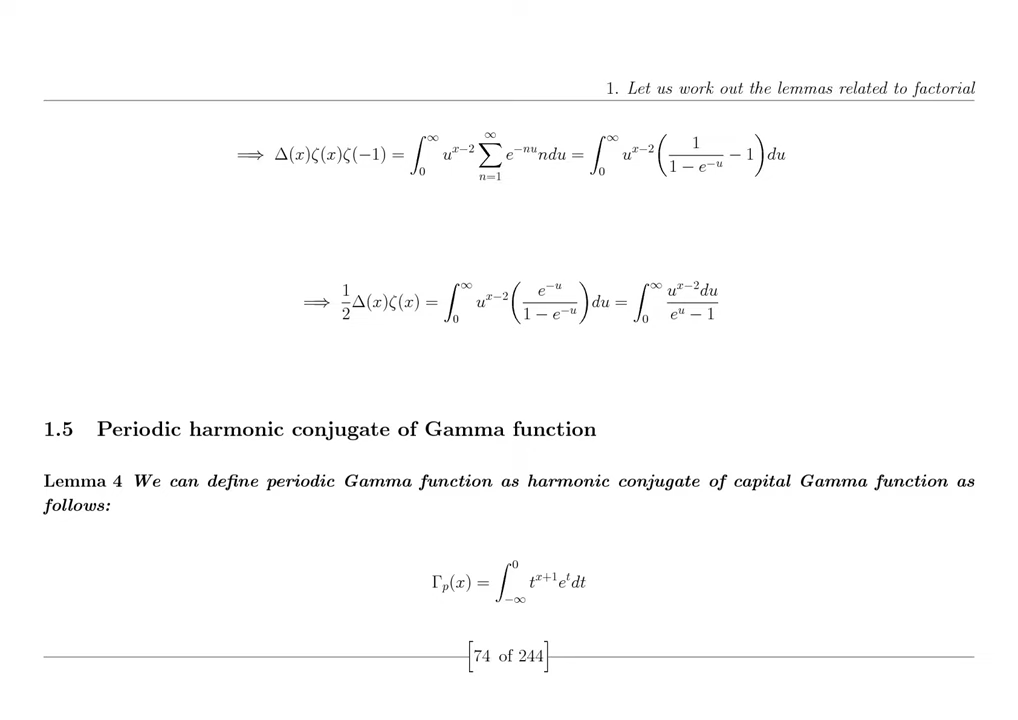 1. Let us work out the lemmas related to factorial
⟹ Δ(x)ζ(x)ζ(−1) = ∫_0^∞ u^{x−2} ∑_{n=1}^∞ e^{−nu}ndu = ∫_0^∞ u^{x−2} (1/(1 − e^{−u}) − 1) du
⟹ 1/2 Δ(x)ζ(x) = ∫_0^∞ u^{x−2} (e^{−u}/(1 − e^{−u})) du = ∫_0^∞ u^{x−2}du/(e^u − 1)
1.5 Periodic harmonic conjugate of Gamma function
Lemma 4 We can define periodic Gamma function as harmonic conjugate of capital Gamma function as
follows:
Γ_p(x) = ∫_{−∞}^0 t^{x+1}e^t dt
[74 of 244]